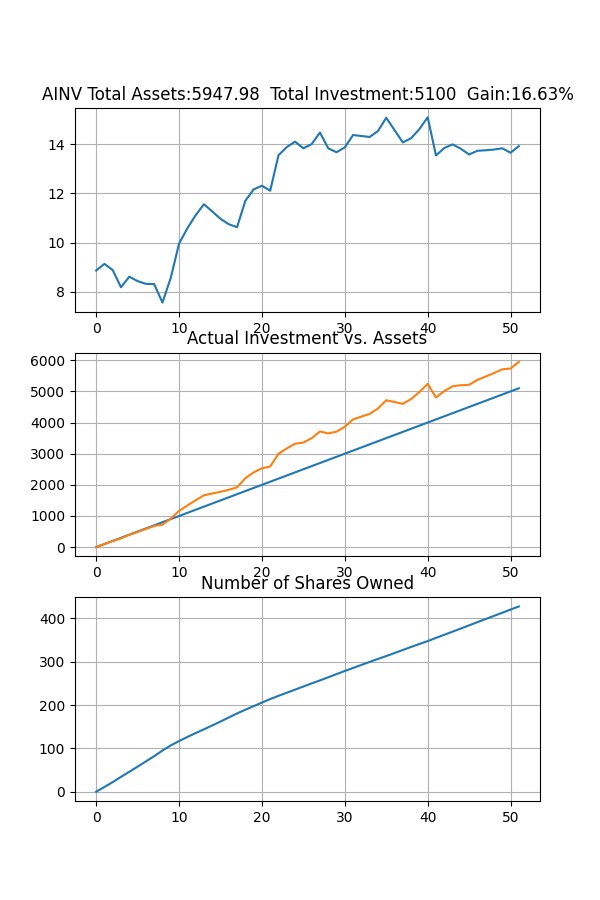 AINV Total Assets:5947.98  Total Investment:5100  Gain:16.63%
14
12
10
8
0 10 20 30 40 50
Actual Investment vs. Assets
6000
5000
4000
3000
2000
1000
0
0 10 20 30 40 50
Number of Shares Owned
400
300
200
100
0
0 10 20 30 40 50